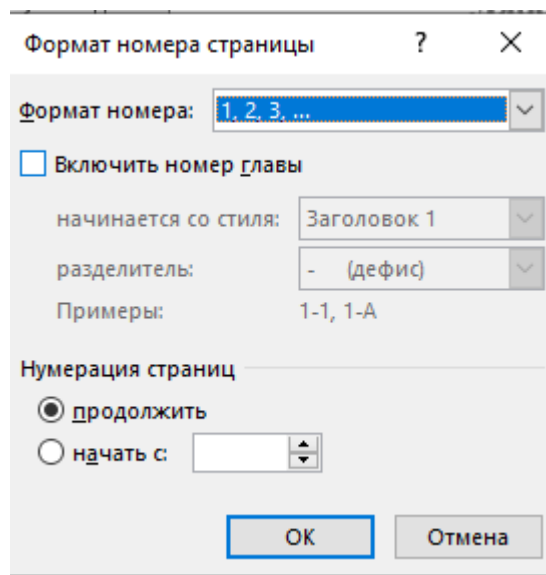 Формат номера страницы ? ×
Формат номера: 1, 2, 3, ...
Включить номер главы
начинается со стиля: Заголовок 1
разделитель: - (дефис)
Примеры: 1-1, 1-A
Нумерация страниц
продолжить
начать с:
ОК Отмена